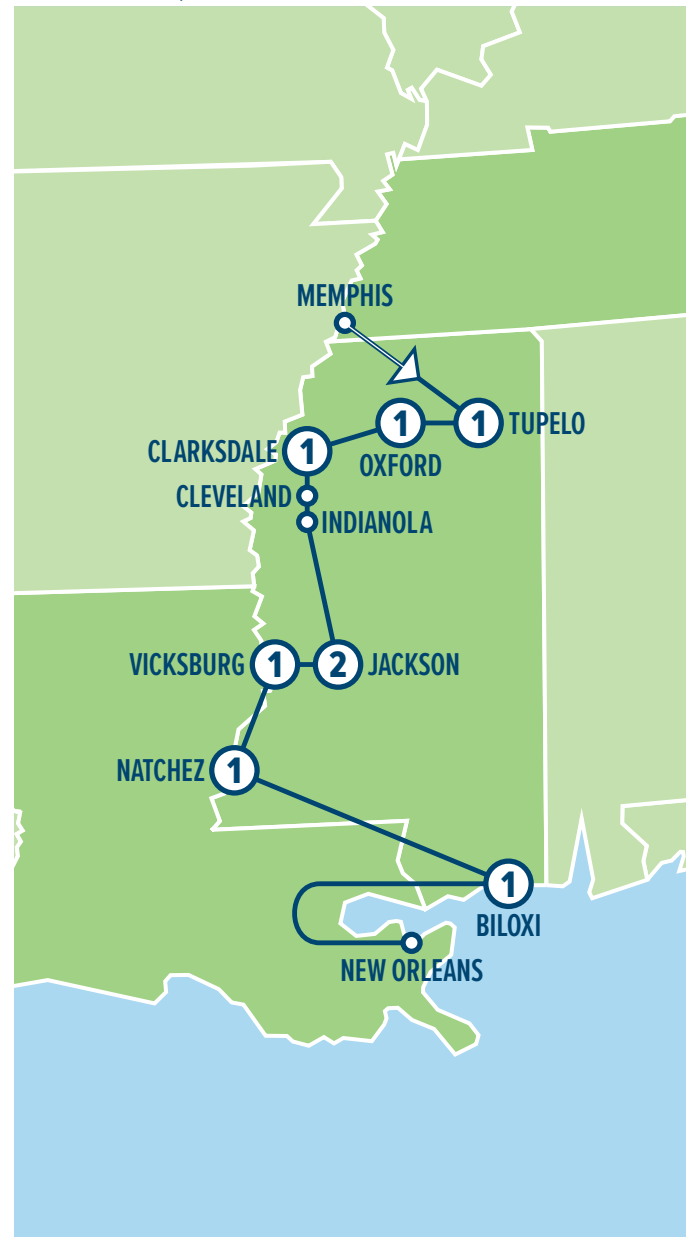 MEMPHIS
1 1 TUPELO
CLARKSDALE 1
OXFORD
CLEVELAND
INDIANOLA
VICKSBURG 1 2 JACKSON
NATCHEZ 1
1
BILOXI
NEW ORLEANS